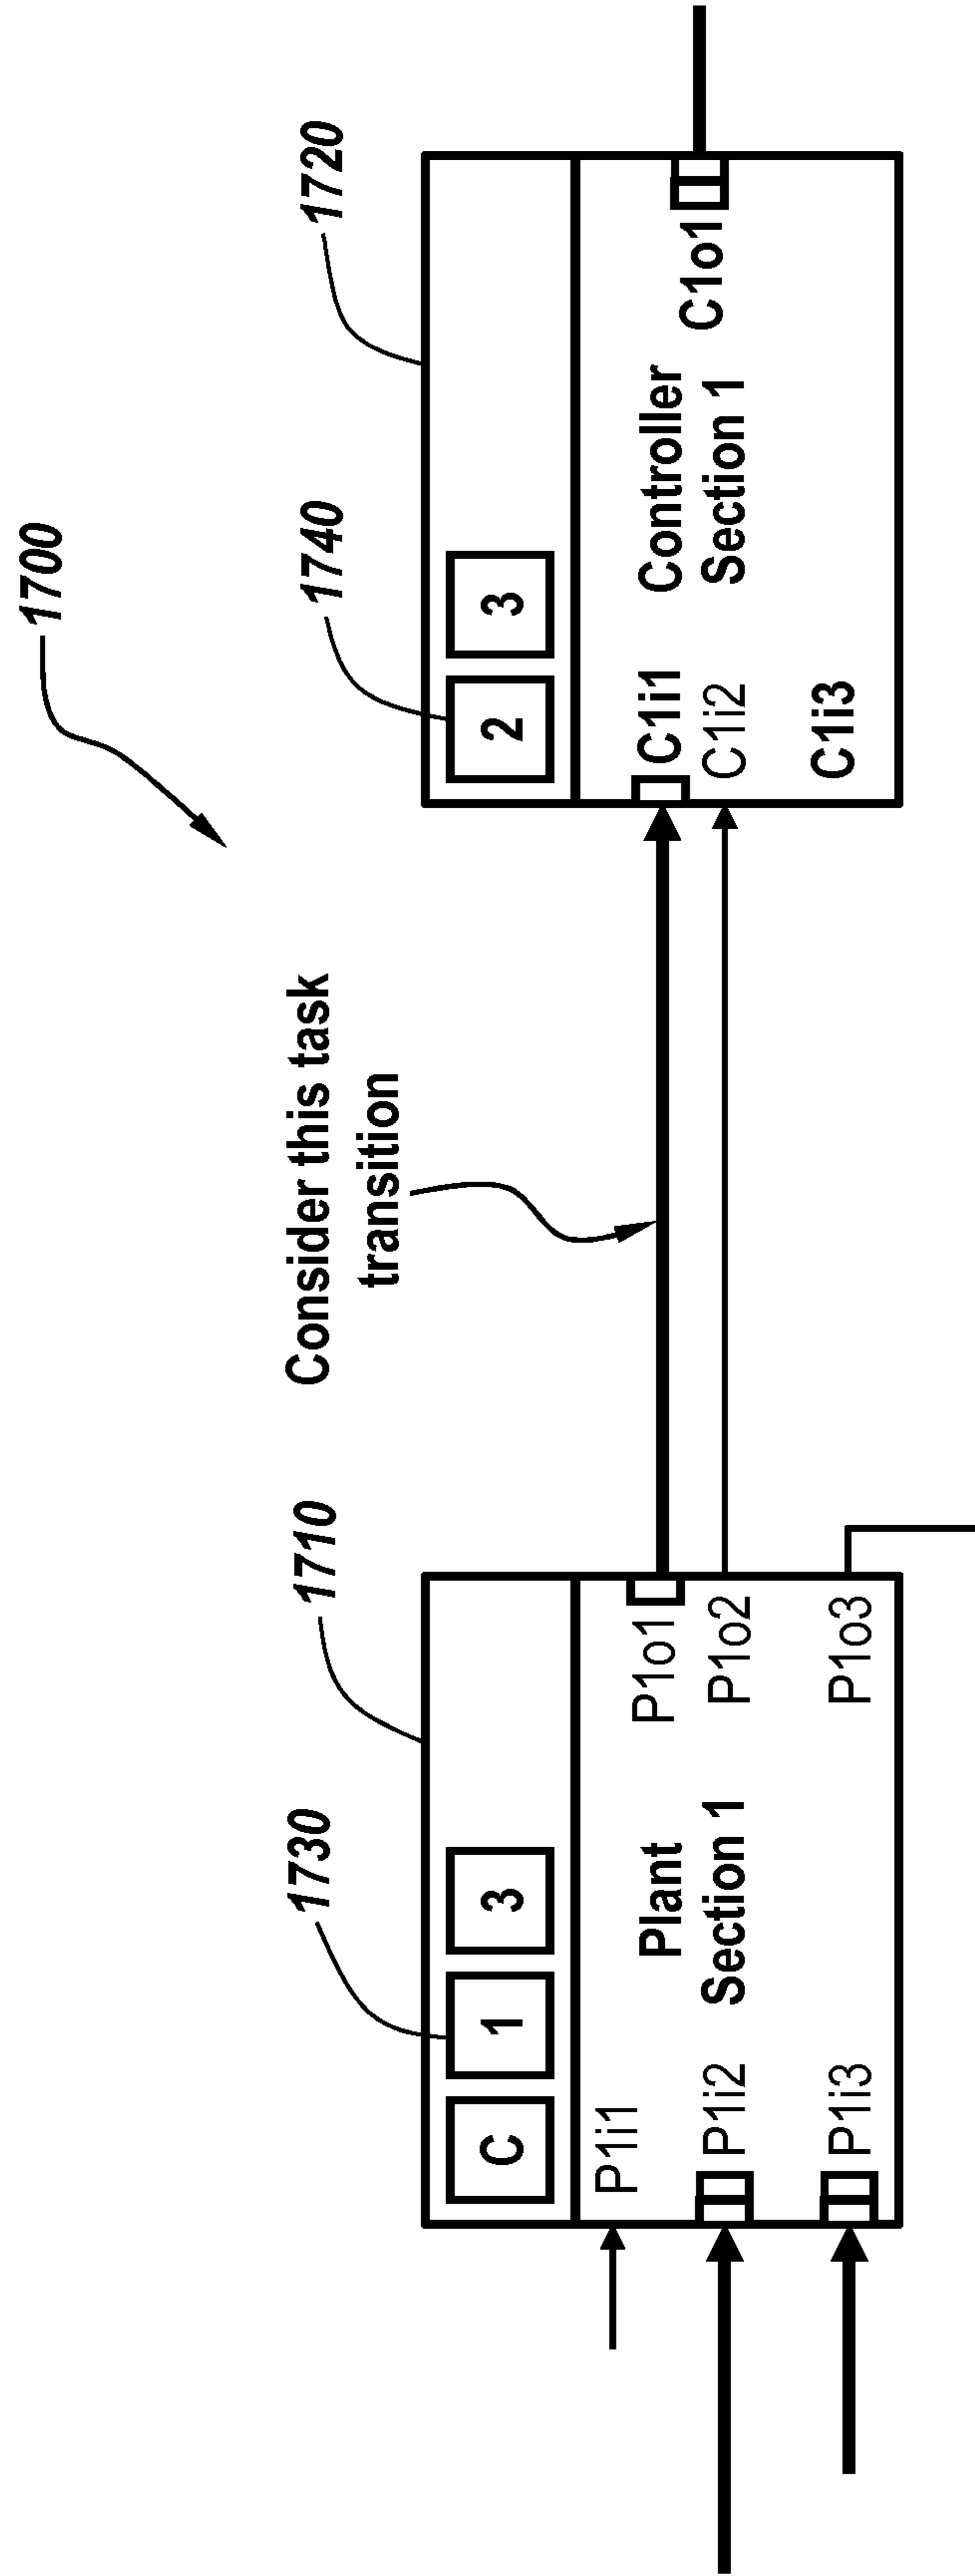 1700
Consider this task
transition
1710
1730
C
1
3
P1i1
P1i2
P1i3
Plant
Section 1
P1o1
P1o2
P1o3
1720
1740
2
3
C1i1
C1i2
C1i3
Controller
Section 1
C1o1